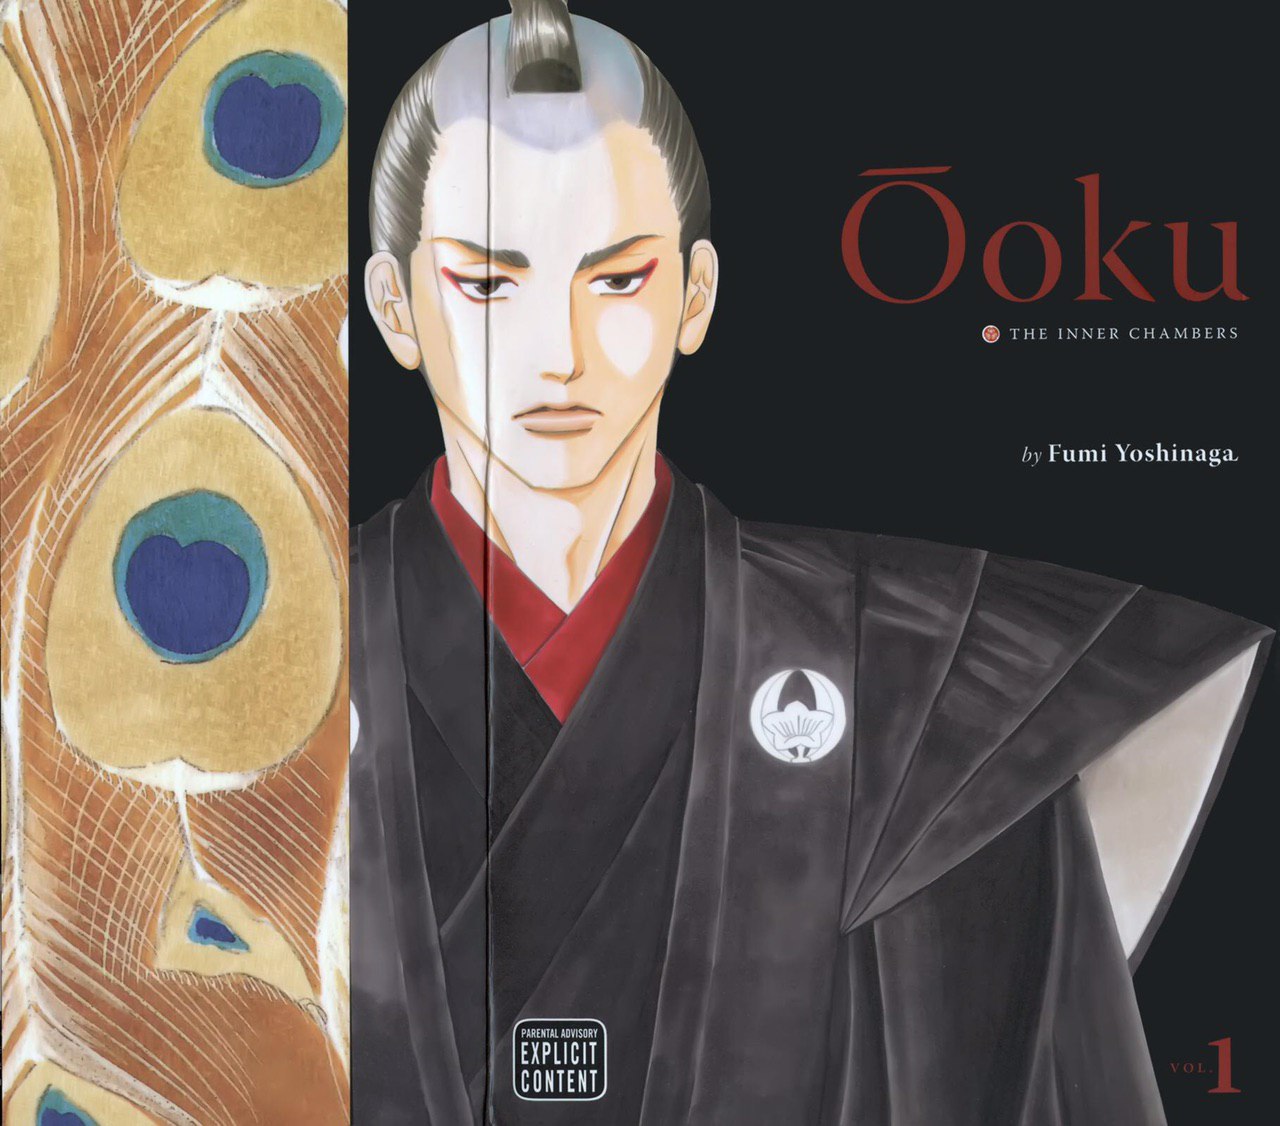 Ōoku
THE INNER CHAMBERS
by Fumi Yoshinaga
PARENTAL ADVISORY
EXPLICIT
CONTENT
VOL.1